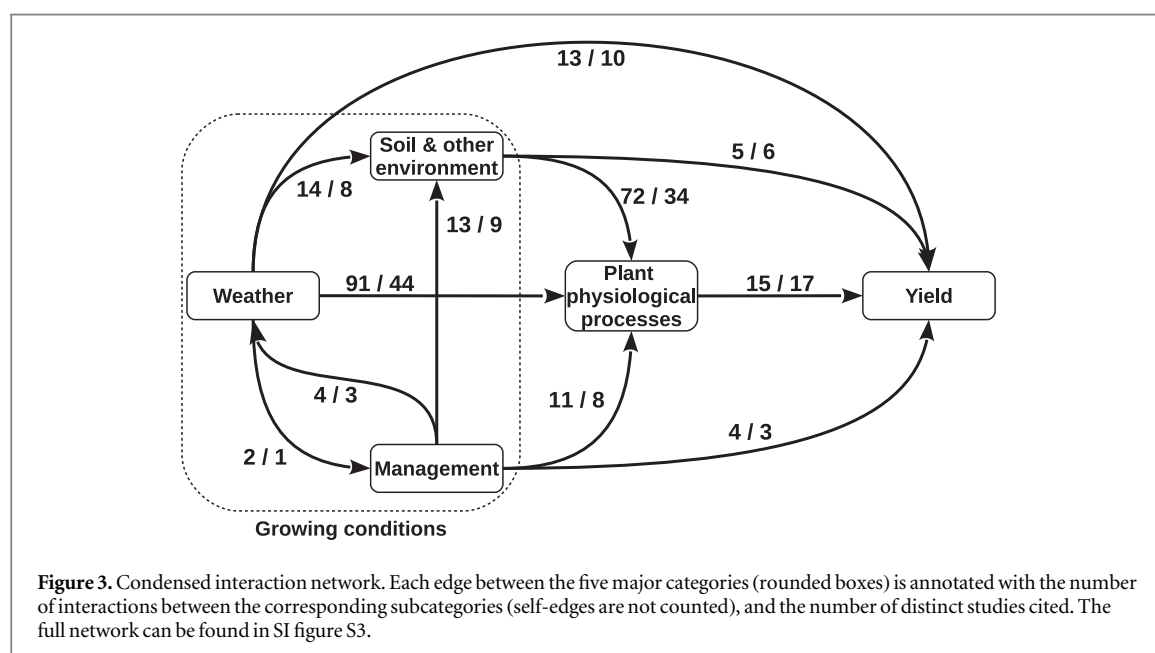 13 / 10
Soil & other
environment
5 / 6
14 / 8
72 / 34
13 / 9
Weather
91 / 44
Plant
physiological
processes
15 / 17
Yield
4 / 3
11 / 8
2 / 1
Management
4 / 3
Growing conditions
Figure 3. Condensed interaction network. Each edge between the five major categories (rounded boxes) is annotated with the number
of interactions between the corresponding subcategories (self-edges are not counted), and the number of distinct studies cited. The
full network can be found in SI figure S3.